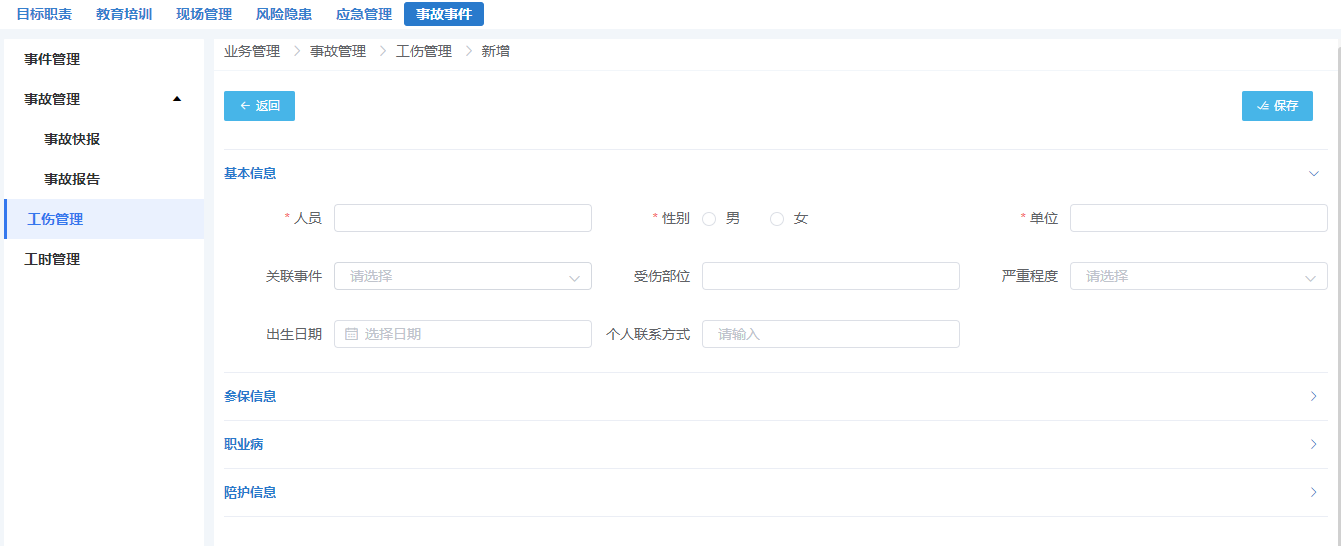 目标职责 教育培训 现场管理 风险隐患 应急管理 事故事件
事件管理
事故管理
事故快报
事故报告
工伤管理
工时管理
业务管理 > 事故管理 > 工伤管理 > 新增
返回 保存
基本信息
* 人员 * 性别 男 女 * 单位
关联事件 请选择 受伤部位 严重程度 请选择
出生日期 选择日期 个人联系方式 请输入
参保信息
职业病
陪护信息